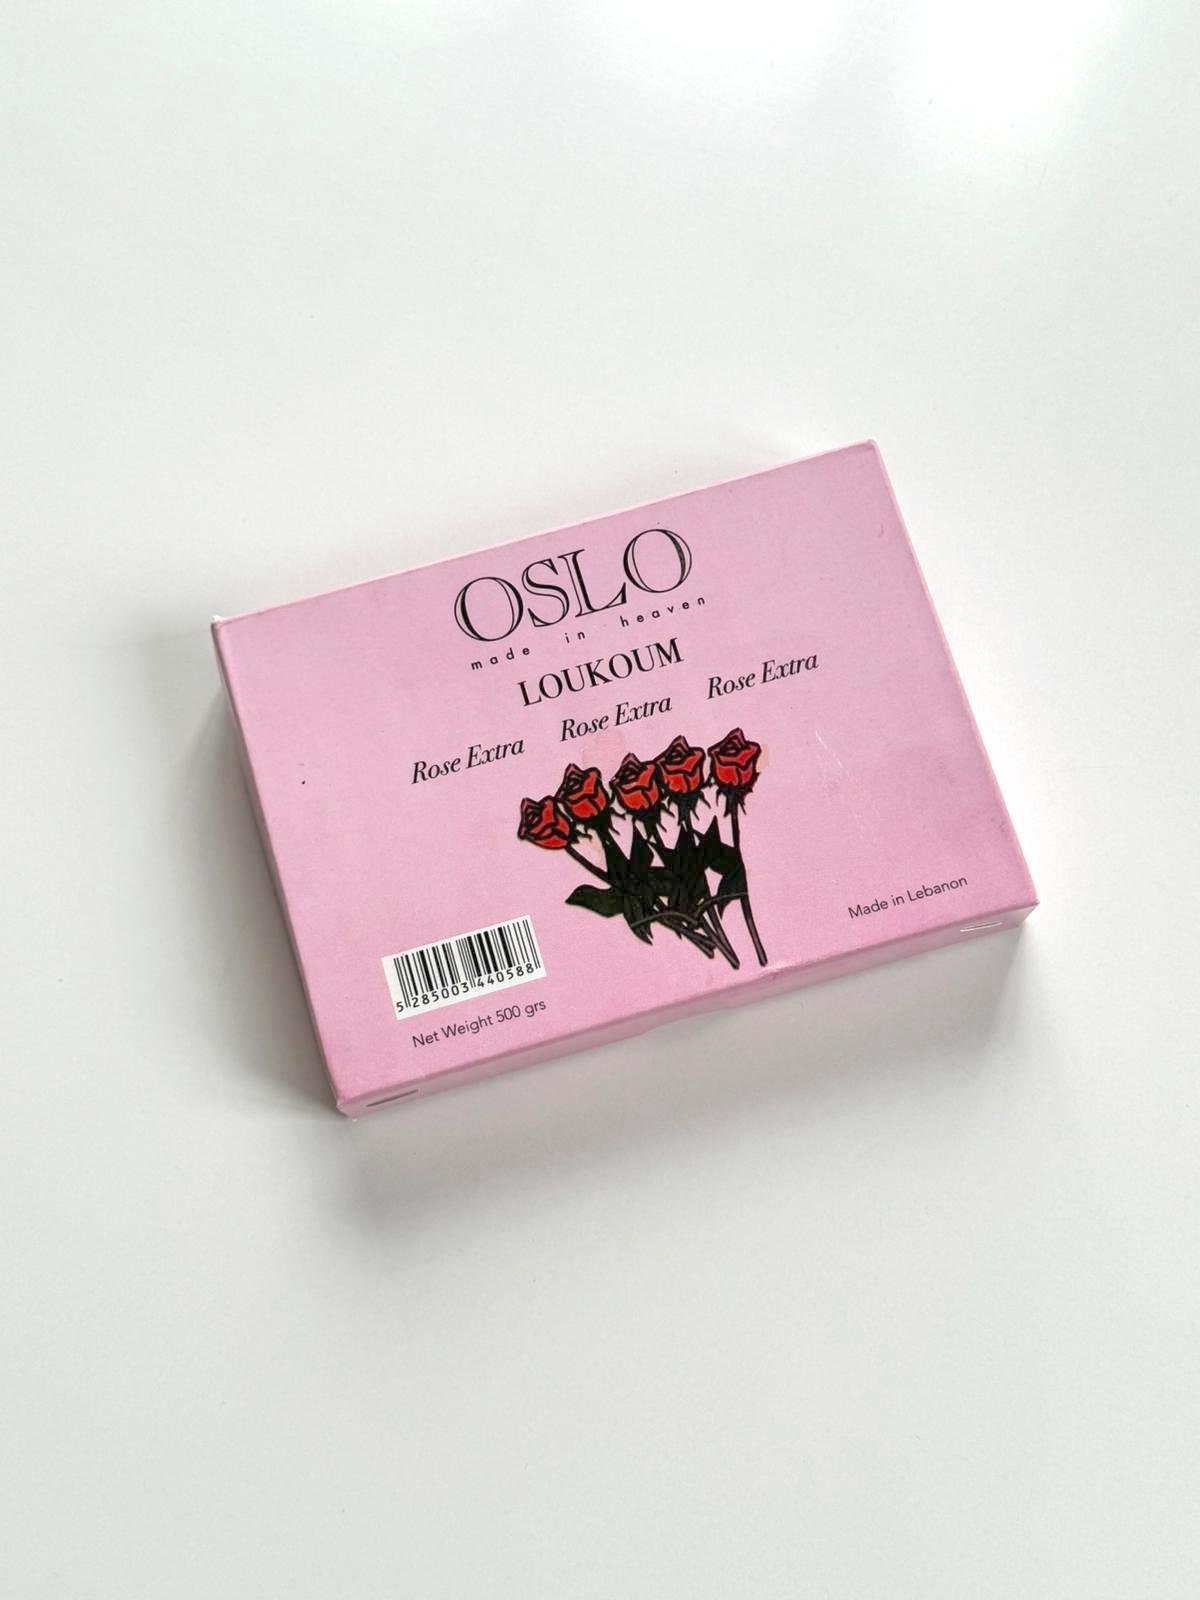 OSLO
made in heaven
LOUKOUM
Rose Extra Rose Extra Rose Extra
Made in Lebanon
5 285003 440588
Net Weight 500 grs